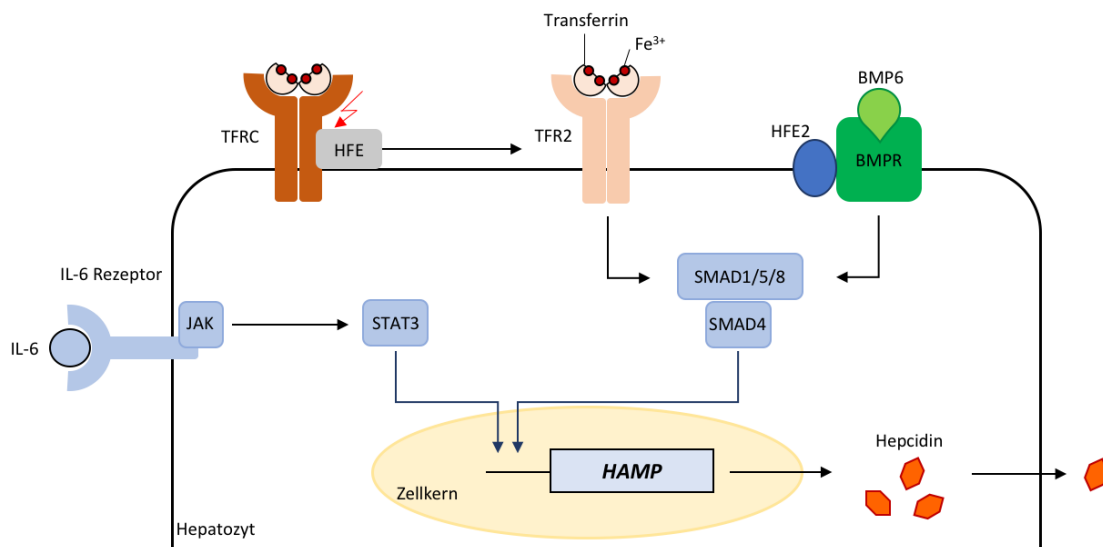 Transferrin
Fe³⁺
BMP6
TFRC
HFE
TFR2
HFE2
BMPR
IL-6 Rezeptor
SMAD1/5/8
JAK
STAT3
SMAD4
IL-6
Hepcidin
HAMP
Zellkern
Hepatozyt